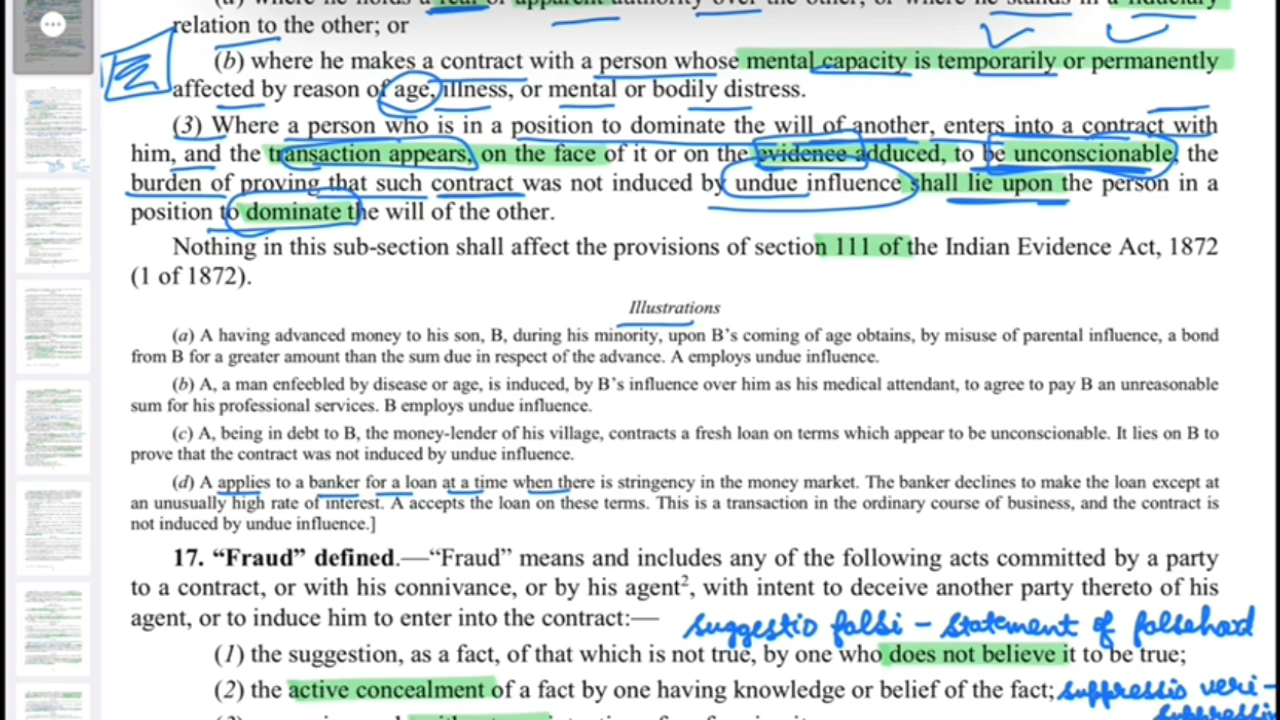 (a) where he holds a real or apparent authority over the other, or where he stands in a fiduciary
relation to the other; or
(b) where he makes a contract with a person whose mental capacity is temporarily or permanently
affected by reason of age, illness, or mental or bodily distress.
(3) Where a person who is in a position to dominate the will of another, enters into a contract with
him, and the transaction appears, on the face of it or on the evidence adduced, to be unconscionable, the
burden of proving that such contract was not induced by undue influence shall lie upon the person in a
position to dominate the will of the other.
Nothing in this sub-section shall affect the provisions of section 111 of the Indian Evidence Act, 1872
(1 of 1872).
Illustrations
(a) A having advanced money to his son, B, during his minority, upon B’s coming of age obtains, by misuse of parental influence, a bond
from B for a greater amount than the sum due in respect of the advance. A employs undue influence.
(b) A, a man enfeebled by disease or age, is induced, by B’s influence over him as his medical attendant, to agree to pay B an unreasonable
sum for his professional services. B employs undue influence.
(c) A, being in debt to B, the money-lender of his village, contracts a fresh loan on terms which appear to be unconscionable. It lies on B to
prove that the contract was not induced by undue influence.
(d) A applies to a banker for a loan at a time when there is stringency in the money market. The banker declines to make the loan except at
an unusually high rate of interest. A accepts the loan on these terms. This is a transaction in the ordinary course of business, and the contract is
not induced by undue influence.]
17. “Fraud” defined.—“Fraud” means and includes any of the following acts committed by a party
to a contract, or with his connivance, or by his agent², with intent to deceive another party thereto of his
agent, or to induce him to enter into the contract:—
suggestio falsi - statement of falsehood
(1) the suggestion, as a fact, of that which is not true, by one who does not believe it to be true;
(2) the active concealment of a fact by one having knowledge or belief of the fact; suppressio veri-